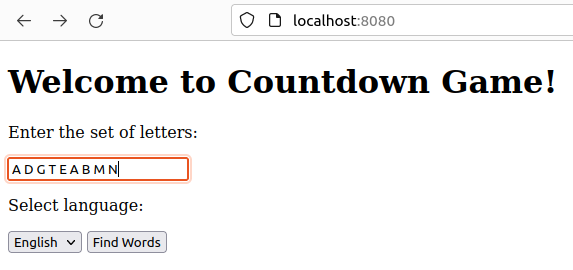 localhost:8080
Welcome to Countdown Game!
Enter the set of letters:
A D G T E A B M N
Select language:
English Find Words